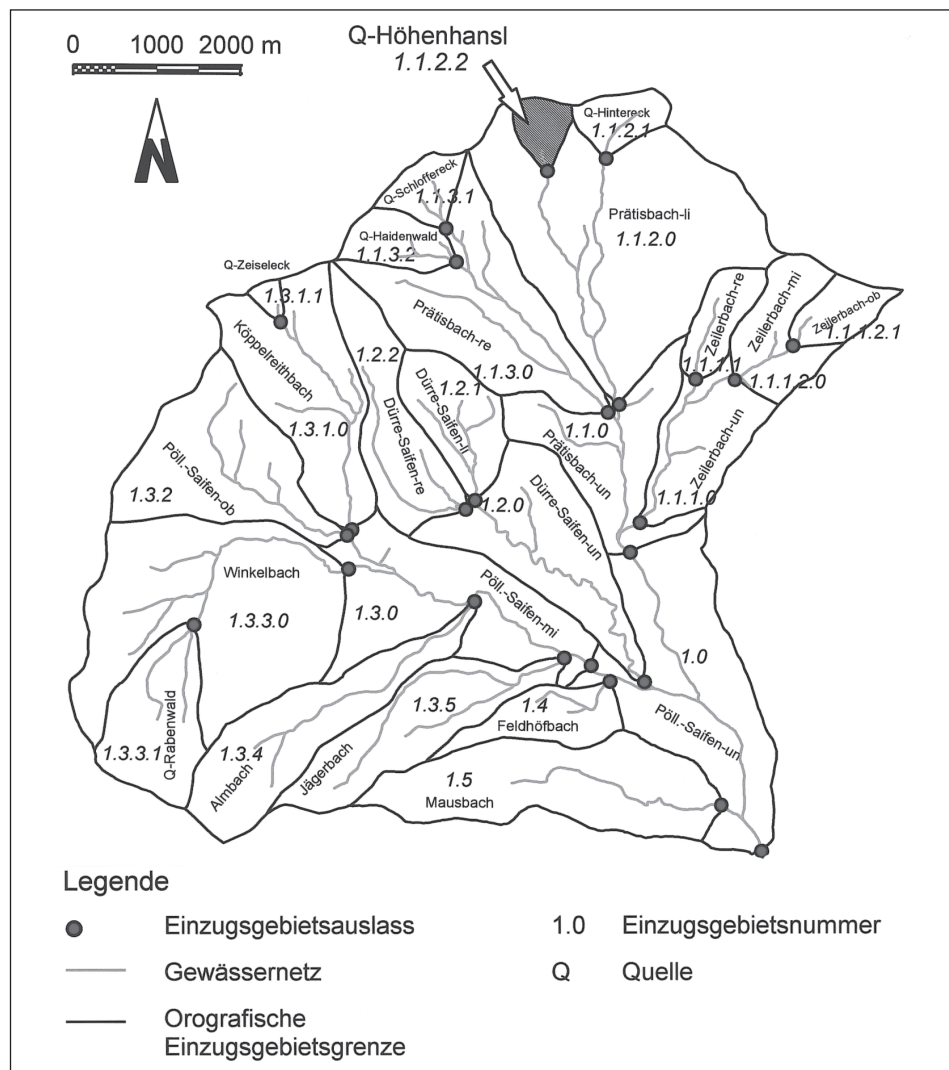 0 1000 2000 m
N
Q-Höhenhansl
1.1.2.2
Q-Hintereck
1.1.2.1
Q-Schloffereck
1.1.3.1
Q-Haidenwald
1.1.3.2
Prätisbach-li
1.1.2.0
Q-Zeiseleck
1.3.1.1
Köppelreithbach
1.3.1.0
Prätisbach-re
1.1.3.0
Zeilerbach-re
1.1.1.1
Zeilerbach-mi
1.1.1.2.0
Zeilerbach-ob
1.1.1.2.1
1.2.2
Dürre-Saifen-re
1.2.1
Dürre-Saifen-li
1.1.0
Prätisbach-un
Zeilerbach-un
1.1.1.0
Pöll.-Saifen-ob
1.3.2
1.2.0
Dürre-Saifen-un
Winkelbach
1.3.3.0
1.3.0
Pöll.-Saifen-mi
1.0
Pöll.-Saifen-un
1.3.3.1
Q-Rabenwald
1.3.4
Almbach
1.3.5
Jägerbach
1.4
Feldhöfbach
1.5
Mausbach
Legende
Einzugsgebietsauslass
1.0 Einzugsgebietsnummer
Gewässernetz
Q Quelle
Orografische
Einzugsgebietsgrenze